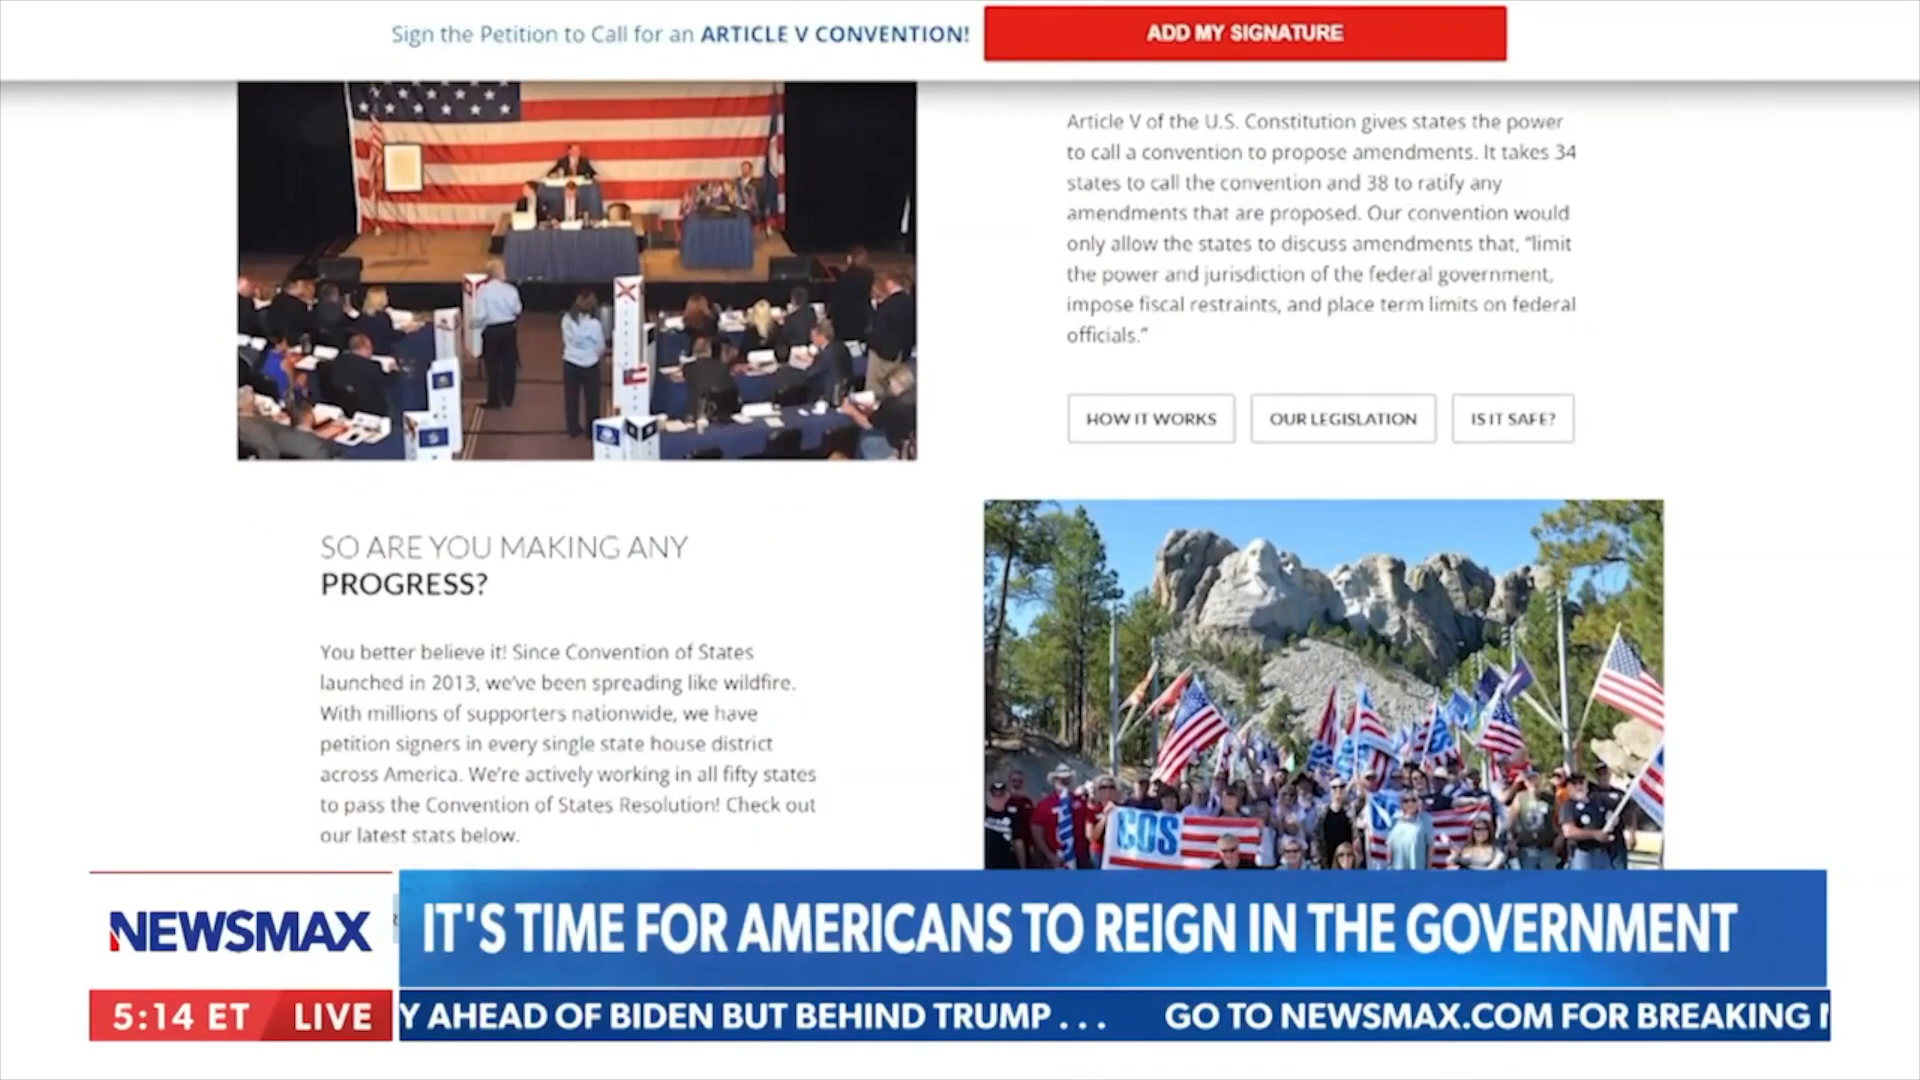 Sign the Petition to Call for an ARTICLE V CONVENTION!
ADD MY SIGNATURE
Article V of the U.S. Constitution gives states the power
to call a convention to propose amendments. It takes 34
states to call the convention and 38 to ratify any
amendments that are proposed. Our convention would
only allow the states to discuss amendments that, “limit
the power and jurisdiction of the federal government,
impose fiscal restraints, and place term limits on federal
officials.”
HOW IT WORKS
OUR LEGISLATION
IS IT SAFE?
SO ARE YOU MAKING ANY
PROGRESS?
You better believe it! Since Convention of States
launched in 2013, we’ve been spreading like wildfire.
With millions of supporters nationwide, we have
petition signers in every single state house district
across America. We’re actively working in all fifty states
to pass the Convention of States Resolution! Check out
our latest stats below.
COS
NEWSMAX
IT'S TIME FOR AMERICANS TO REIGN IN THE GOVERNMENT
5:14 ET LIVE
Y AHEAD OF BIDEN BUT BEHIND TRUMP . . .
GO TO NEWSMAX.COM FOR BREAKING